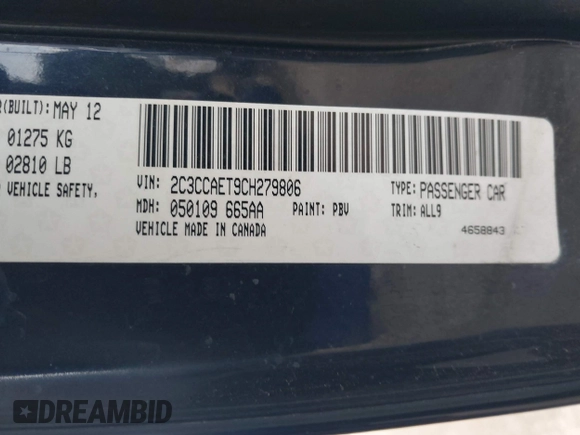 (BUILT): MAY 12
01275 KG
02810 LB
VEHICLE SAFETY,
VIN: 2C3CCAET9CH279806
TYPE: PASSENGER CAR
MDH: 050109 665AA
PAINT: PBV
TRIM: ALL9
VEHICLE MADE IN CANADA
4658843
DREAMBID